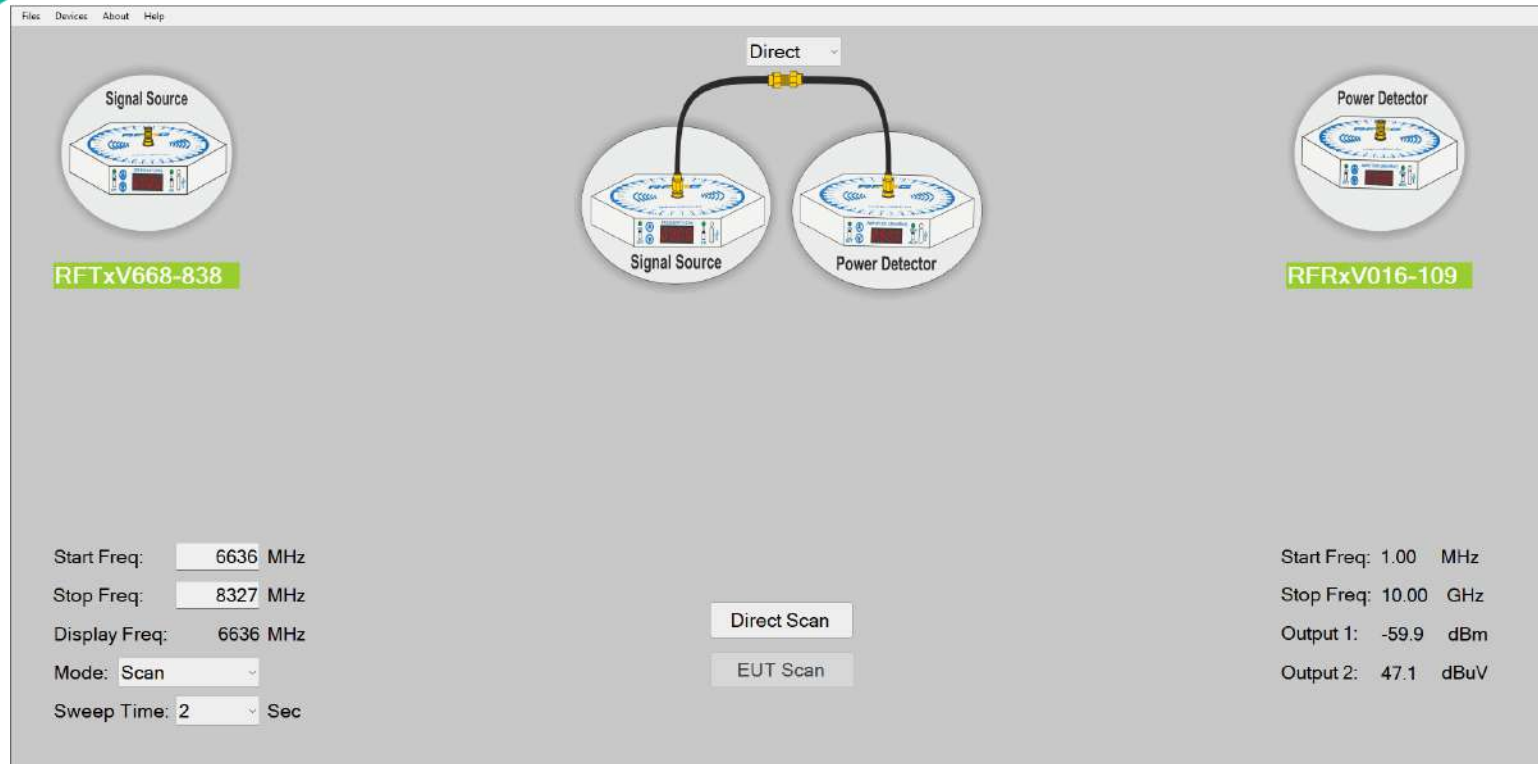 Files Devices About Help
Direct
Signal Source
Power Detector
Signal Source
Power Detector
RFTxV668-838
RFRxV016-109
Start Freq: 6636 MHz
Stop Freq: 8327 MHz
Display Freq: 6636 MHz
Mode: Scan
Sweep Time: 2 Sec
Direct Scan
EUT Scan
Start Freq: 1.00 MHz
Stop Freq: 10.00 GHz
Output 1: -59.9 dBm
Output 2: 47.1 dBuV